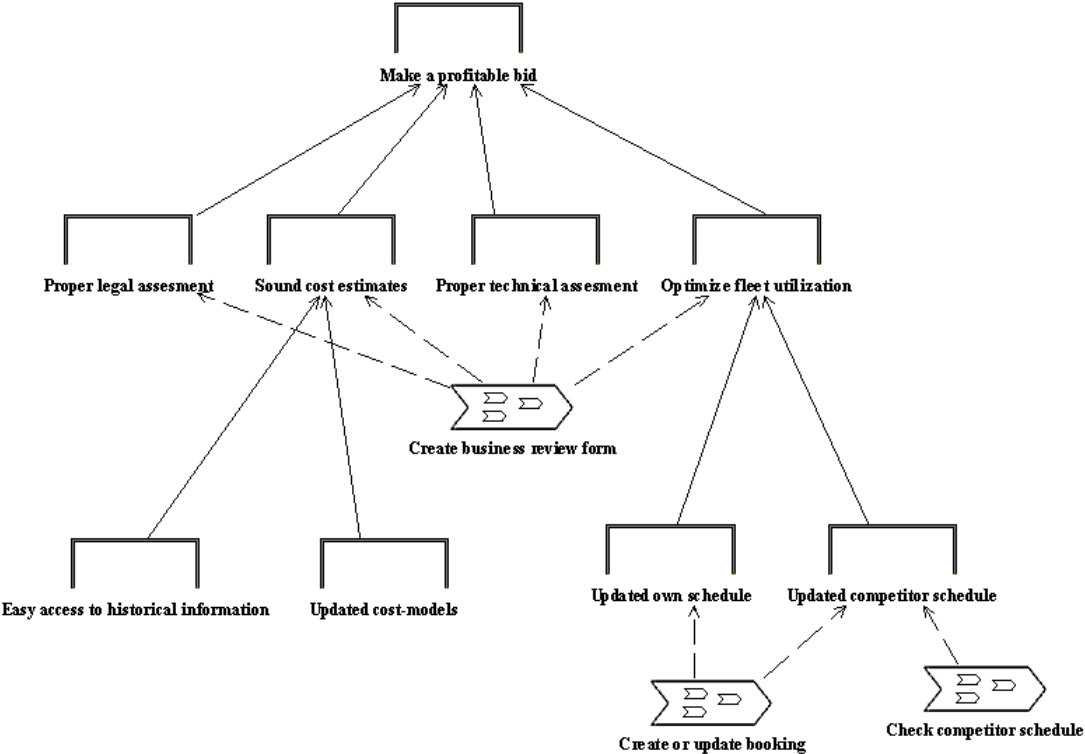 Make a profitable bid
Proper legal assesment
Sound cost estimates
Proper technical assesment
Optimize fleet utilization
Create business review form
Easy access to historical information
Updated cost-models
Updated own schedule
Updated competitor schedule
Create or update booking
Check competitor schedule